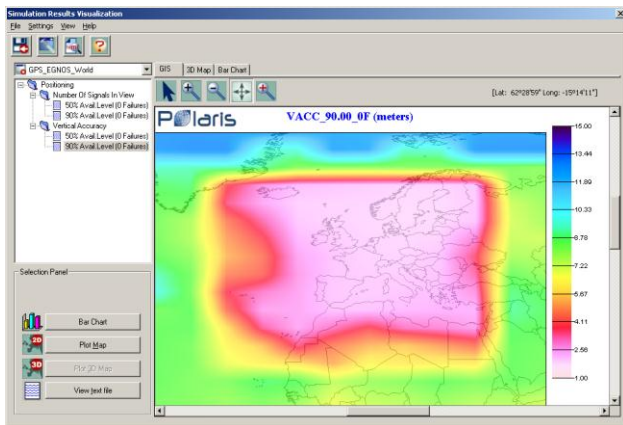 Simulation Results Visualization
File Settings View Help
GPS_EGNOS_World
Positioning
Number Of Signals In View
50% Avail.Level (0 Failures)
90% Avail.Level (0 Failures)
Vertical Accuracy
50% Avail.Level (0 Failures)
90% Avail.Level (0 Failures)
Selection Panel
Bar Chart
2D
Plot Map
3D
Plot 3D Map
View text file
GIS 3D Map Bar Chart
[Lat: 62º28'59" Long: -15º14'11"]
Polaris
VACC_90.00_0F (meters)
15.00
13.44
11.89
10.33
8.78
7.22
5.67
4.11
2.56
1.00